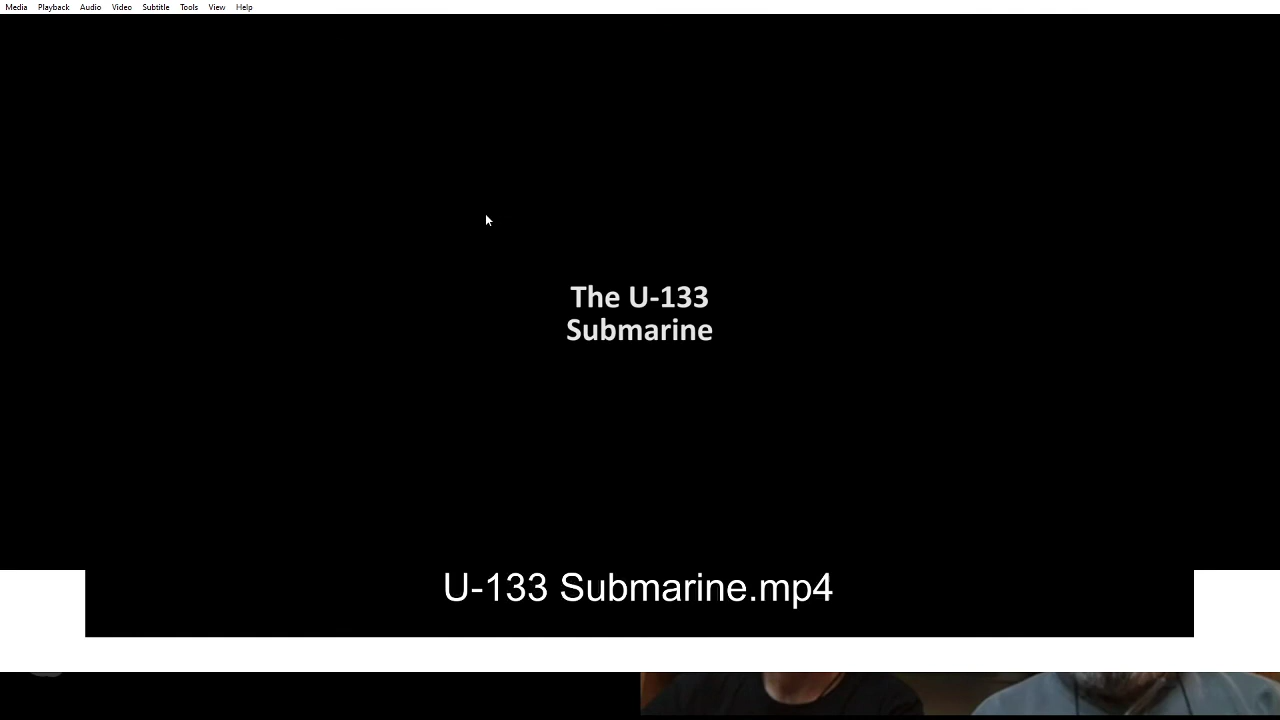 Media Playback Audio Video Subtitle Tools View Help
The U-133
Submarine
U-133 Submarine.mp4